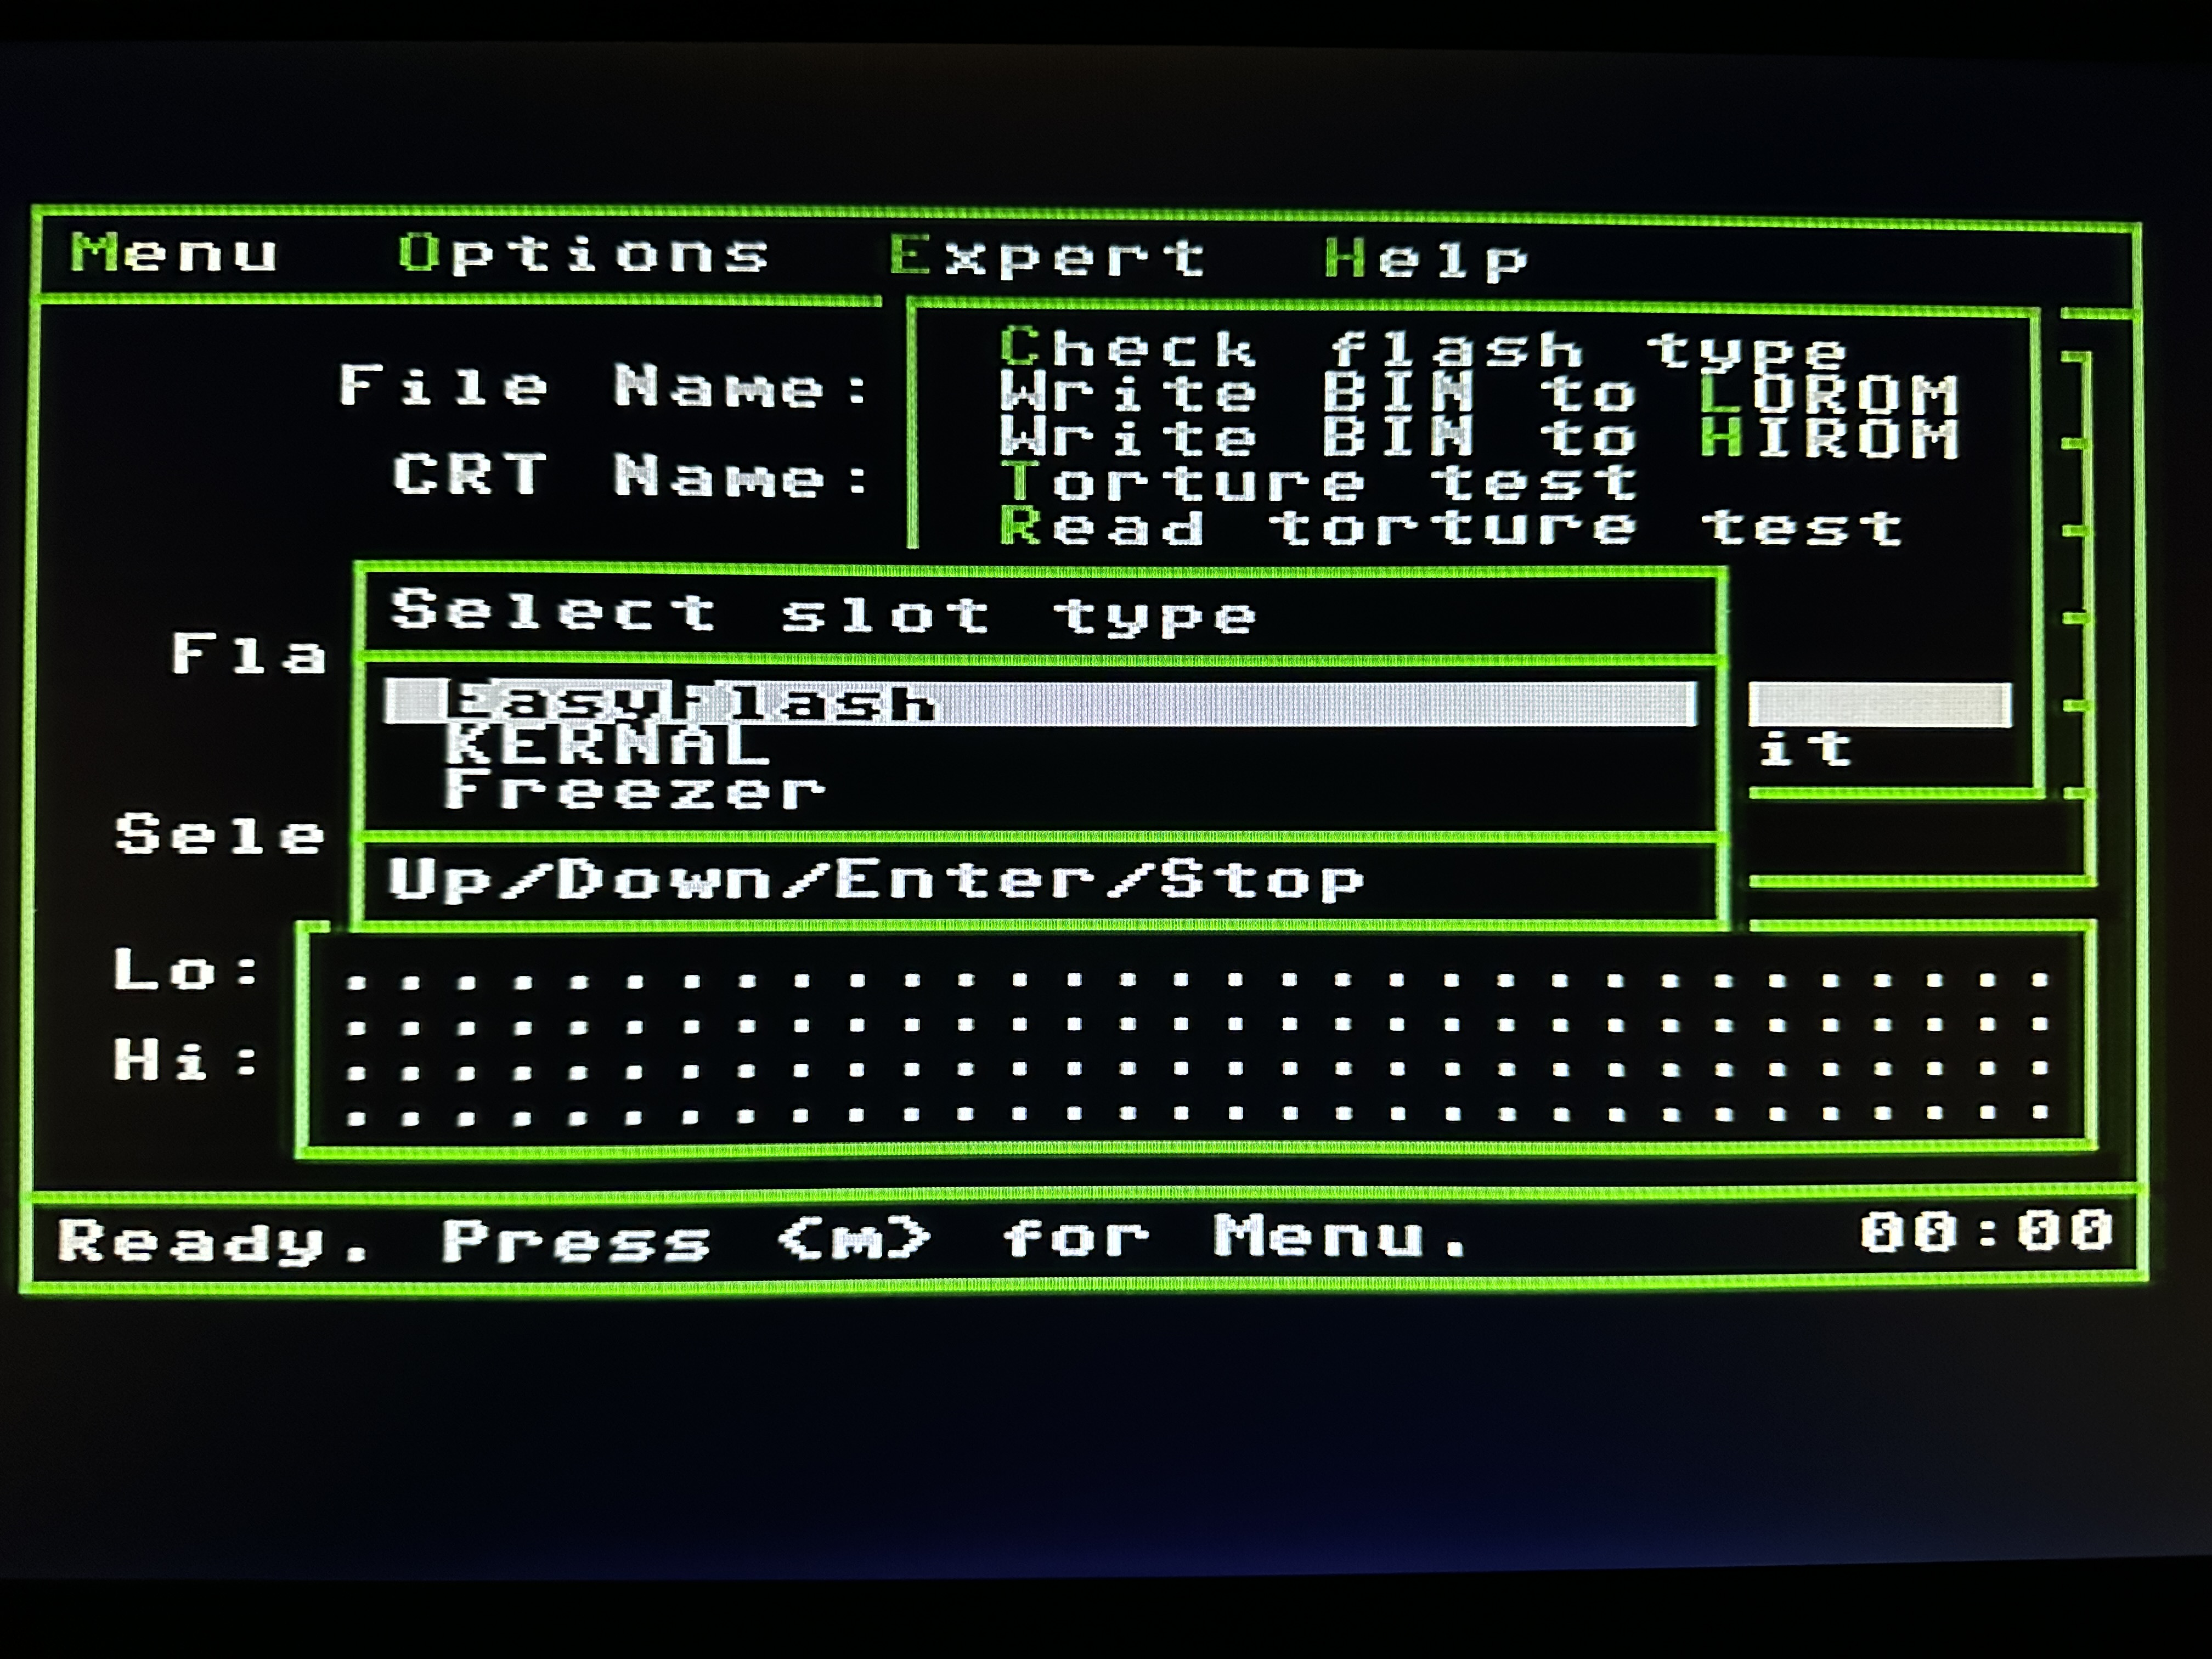 Menu Options Expert Help
File Name:
CRT Name:
Check flash type
Write BIN to LOROM
Write BIN to HIROM
Torture test
Read torture test
Select slot type
Fla
EasyFlash
KERNAL
it
Freezer
Sele
Up/Down/Enter/Stop
Lo:
Hi:
Ready. Press <m> for Menu. 00:00